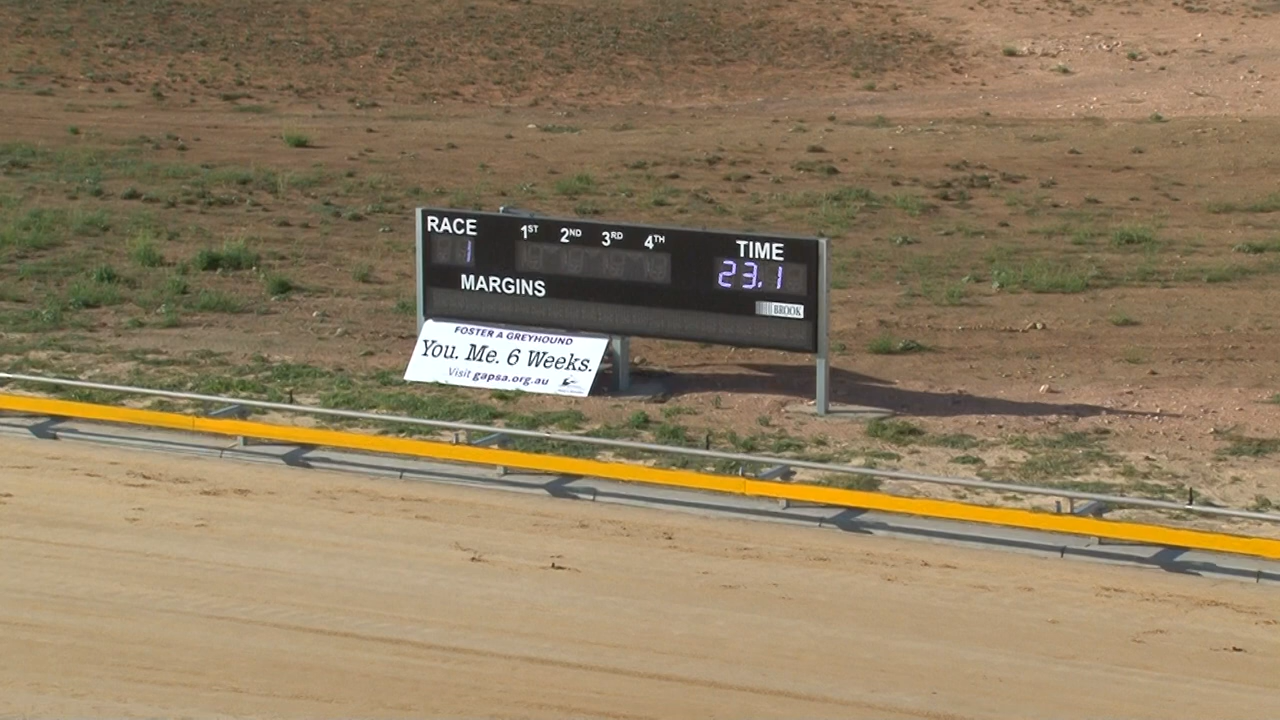 RACE 1ST 2ND 3RD 4TH TIME
1 23.1
MARGINS
BROOK
FOSTER A GREYHOUND
You. Me. 6 Weeks.
Visit gapsa.org.au